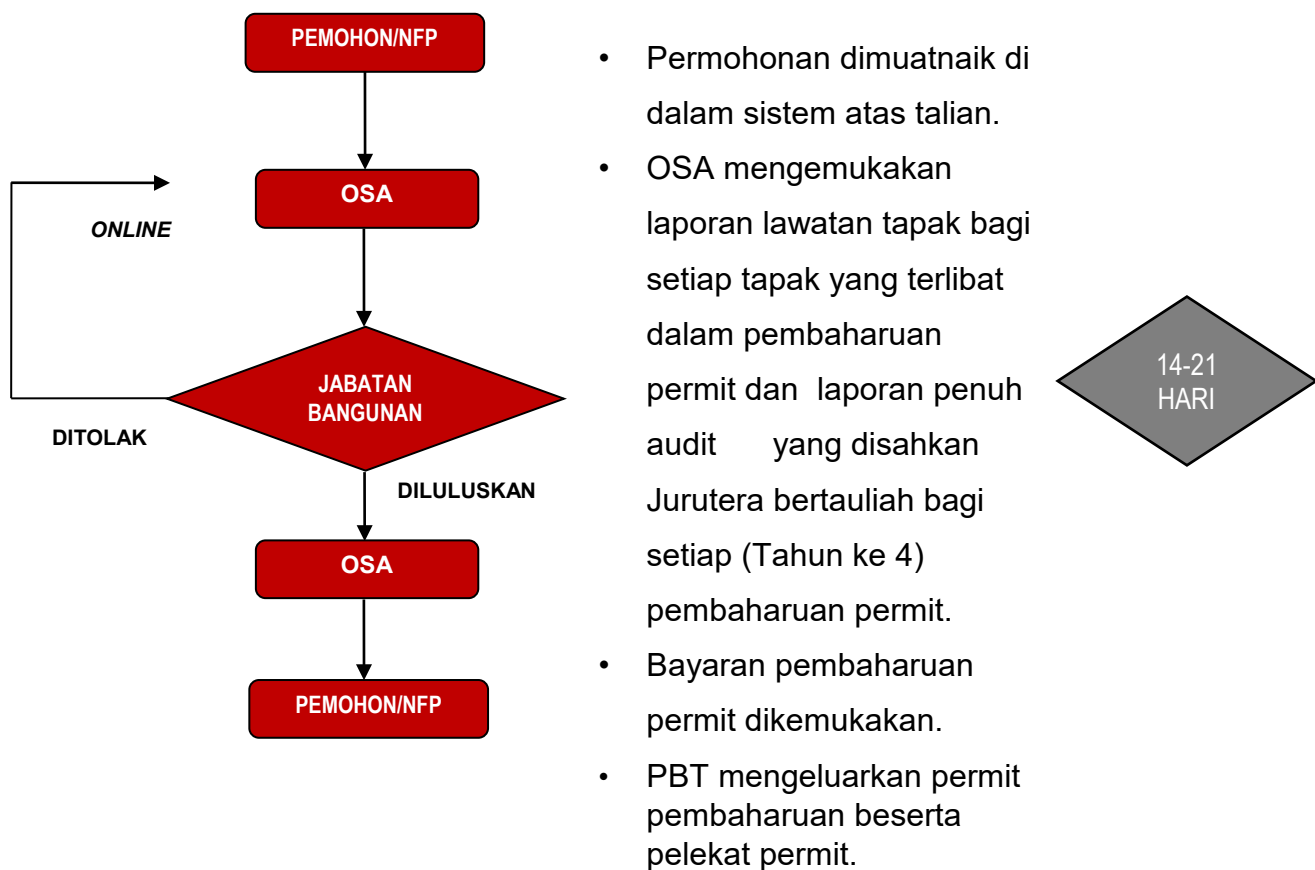 PEMOHON/NFP
OSA
ONLINE
JABATAN
BANGUNAN
DITOLAK
DILULUSKAN
OSA
PEMOHON/NFP
• Permohonan dimuatnaik di
dalam sistem atas talian.
• OSA mengemukakan
laporan lawatan tapak bagi
setiap tapak yang terlibat
dalam pembaharuan
permit dan laporan penuh
audit yang disahkan
Jurutera bertauliah bagi
setiap (Tahun ke 4)
pembaharuan permit.
• Bayaran pembaharuan
permit dikemukakan.
• PBT mengeluarkan permit
pembaharuan beserta
pelekat permit.
14-21
HARI